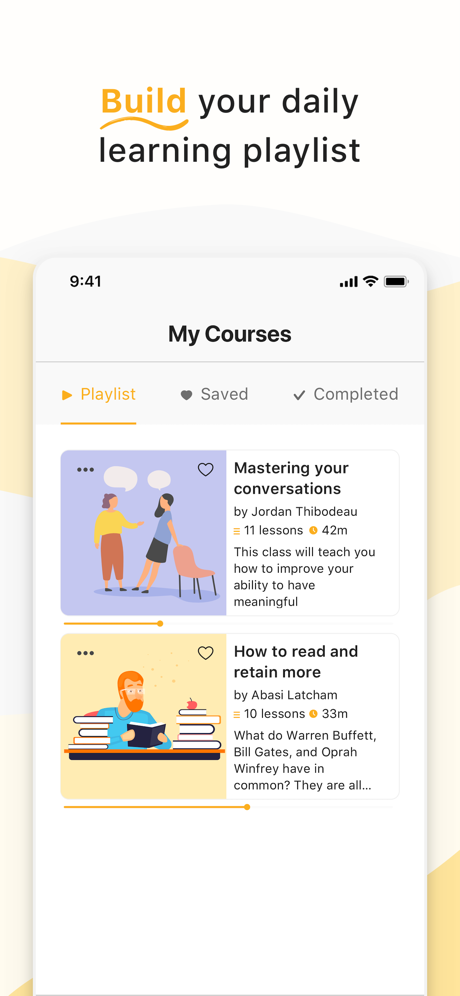 Build your daily
learning playlist
9:41
My Courses
Playlist
Saved
Completed
Mastering your
conversations
by Jordan Thibodeau
11 lessons 42m
This class will teach you
how to improve your
ability to have
meaningful
How to read and
retain more
by Abasi Latcham
10 lessons 33m
What do Warren Buffett,
Bill Gates, and Oprah
Winfrey have in
common? They are all...